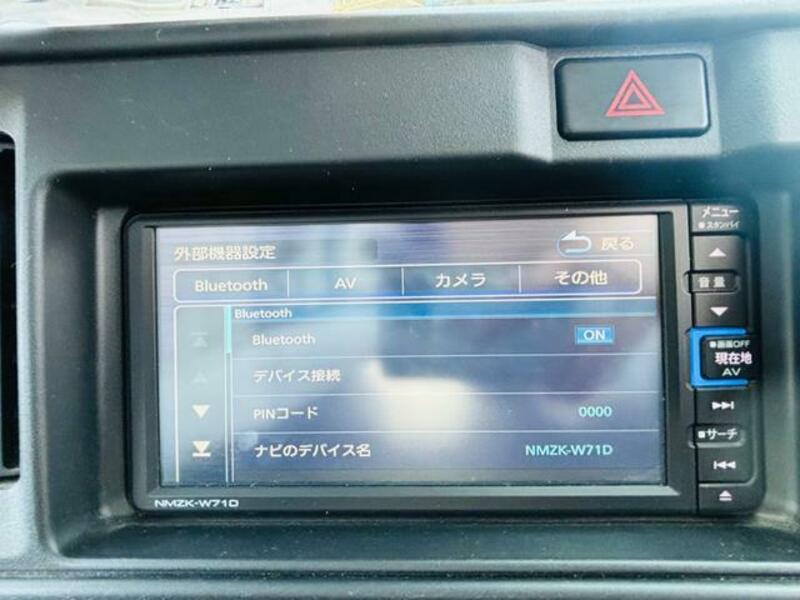 外部機器設定
戻る
Bluetooth
AV
カメラ
その他
Bluetooth
Bluetooth
ON
デバイス接続
PINコード
0000
ナビのデバイス名
NMZK-W71D
NMZK-W71D
メニュー
スタンバイ
音量
画面OFF
現在地
AV
サーチ